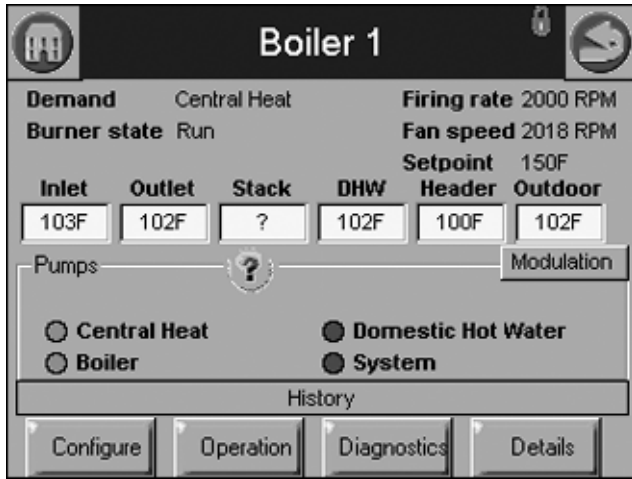 Boiler 1
Demand Central Heat Firing rate 2000 RPM
Burner state Run Fan speed 2018 RPM
Setpoint 150F
Inlet Outlet Stack DHW Header Outdoor
103F 102F ? 102F 100F 102F
Pumps ? Modulation
Central Heat Domestic Hot Water
Boiler System
History
Configure Operation Diagnostics Details